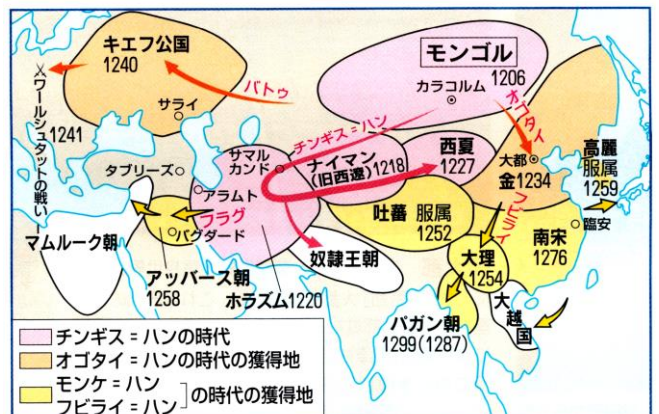 キエフ公国
1240
サライ
バトゥ
モンゴル
1206
カラコルム
オゴタイ
ワールシュタットの戦い
1241
チンギス=ハン
タブリーズ
サマル
カンド
ナイマン
(旧西遼)1218
西夏
1227
大都
金1234
高麗
服属
1259
アラムト
フラグ
バグダード
マムルーク朝
アッバース朝
1258
ホラズム1220
奴隷王朝
吐蕃 服属
1252
フビライ
大理
1254
南宋
1276
臨安
パガン朝
1299(1287)
大越国
チンギス=ハンの時代
オゴタイ=ハンの時代の獲得地
モンケ=ハン
フビライ=ハン
の時代の獲得地